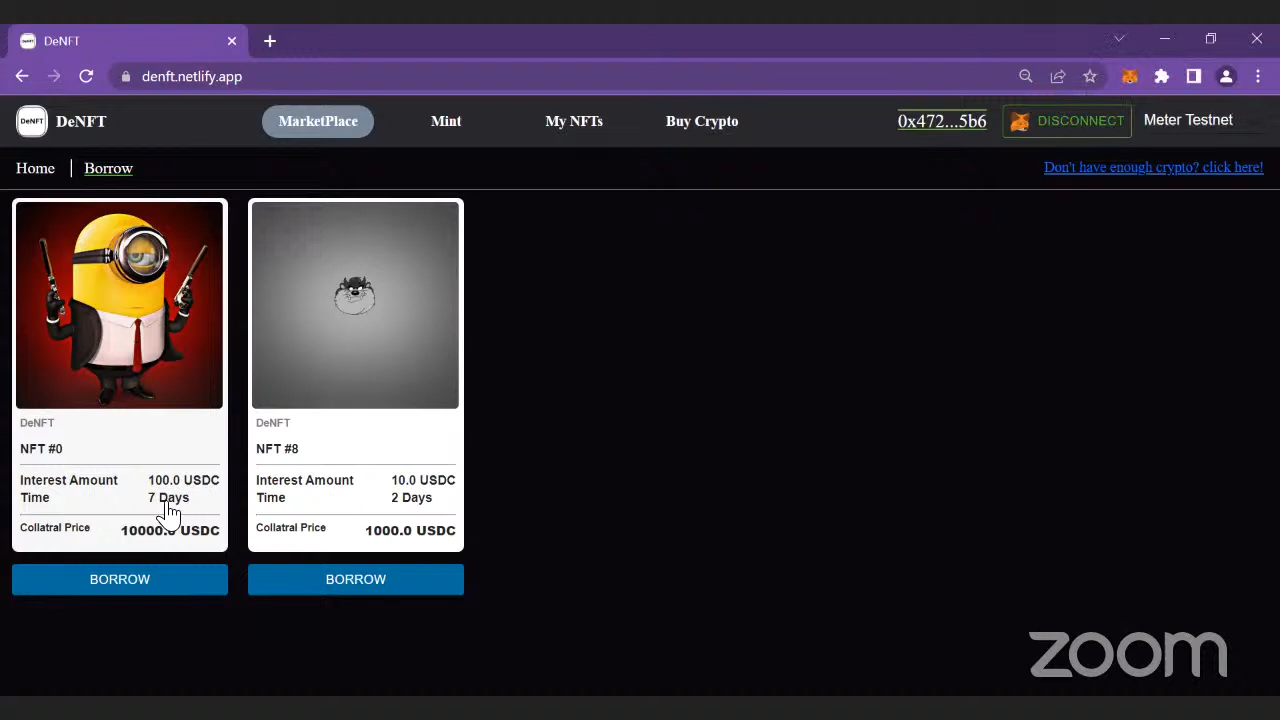 DeNFT
denft.netlify.app
DeNFT DeNFT MarketPlace Mint My NFTs Buy Crypto 0x472...5b6 DISCONNECT Meter Testnet
Home Borrow Don't have enough crypto? click here!
DeNFT
NFT #0
Interest Amount 100.0 USDC
Time 7 Days
Collatral Price 10000.0 USDC
BORROW
DeNFT
NFT #8
Interest Amount 10.0 USDC
Time 2 Days
Collatral Price 1000.0 USDC
BORROW
zoom